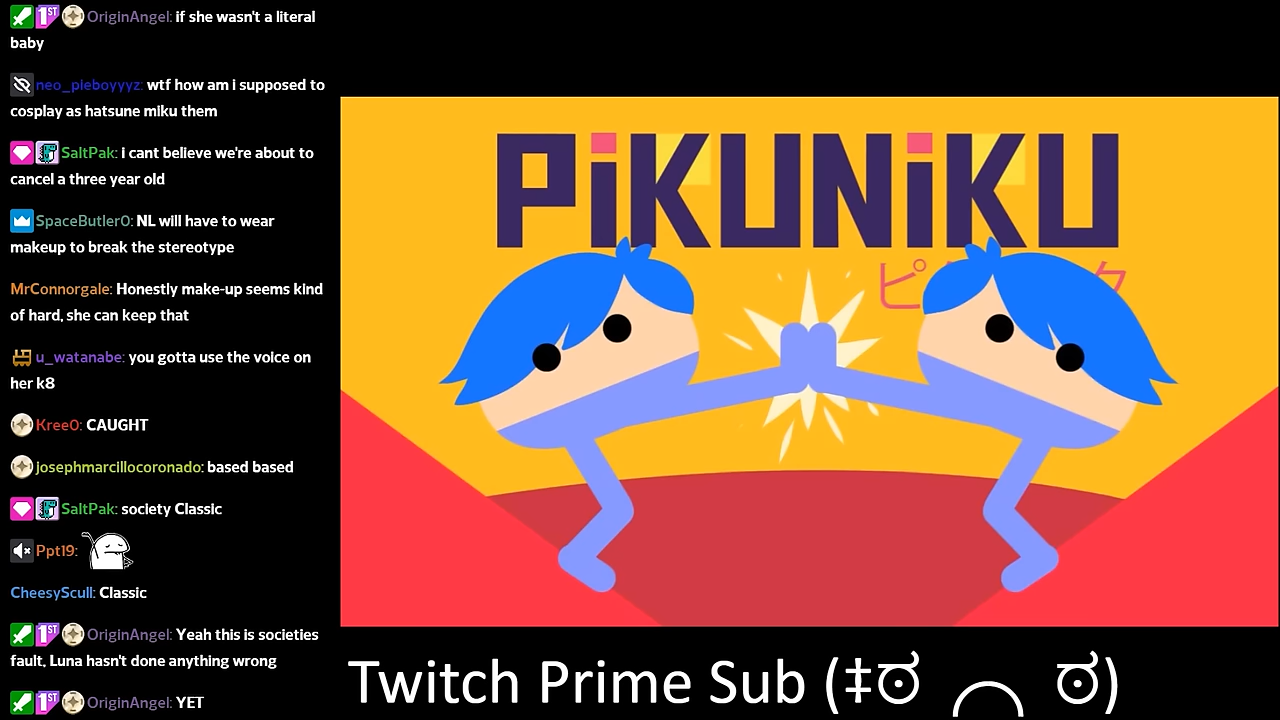 OriginAngel: if she wasn't a literal
baby
neo_pieboyyyz: wtf how am i supposed to
cosplay as hatsune miku them
SaltPak: i cant believe we're about to
cancel a three year old
SpaceButler0: NL will have to wear
makeup to break the stereotype
MrConnorgale: Honestly make-up seems kind
of hard, she can keep that
u_watanabe: you gotta use the voice on
her k8
Kree0: CAUGHT
josephmarcillocoronado: based based
SaltPak: society Classic
Ppt19:
CheesyScull: Classic
1ST OriginAngel: Yeah this is societies
fault, Luna hasn't done anything wrong
1ST OriginAngel: YET
PiKUNiKU
ピ ク
Twitch Prime Sub (‡ಠ ╭╮ ಠ)